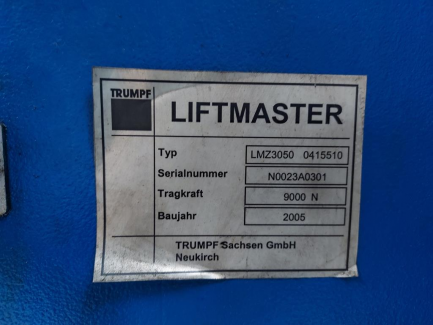 TRUMPF
LIFTMASTER
Typ LMZ3050 0415510
Serialnummer N0023A0301
Tragkraft 9000 N
Baujahr 2005
TRUMPF Sachsen GmbH
Neukirch